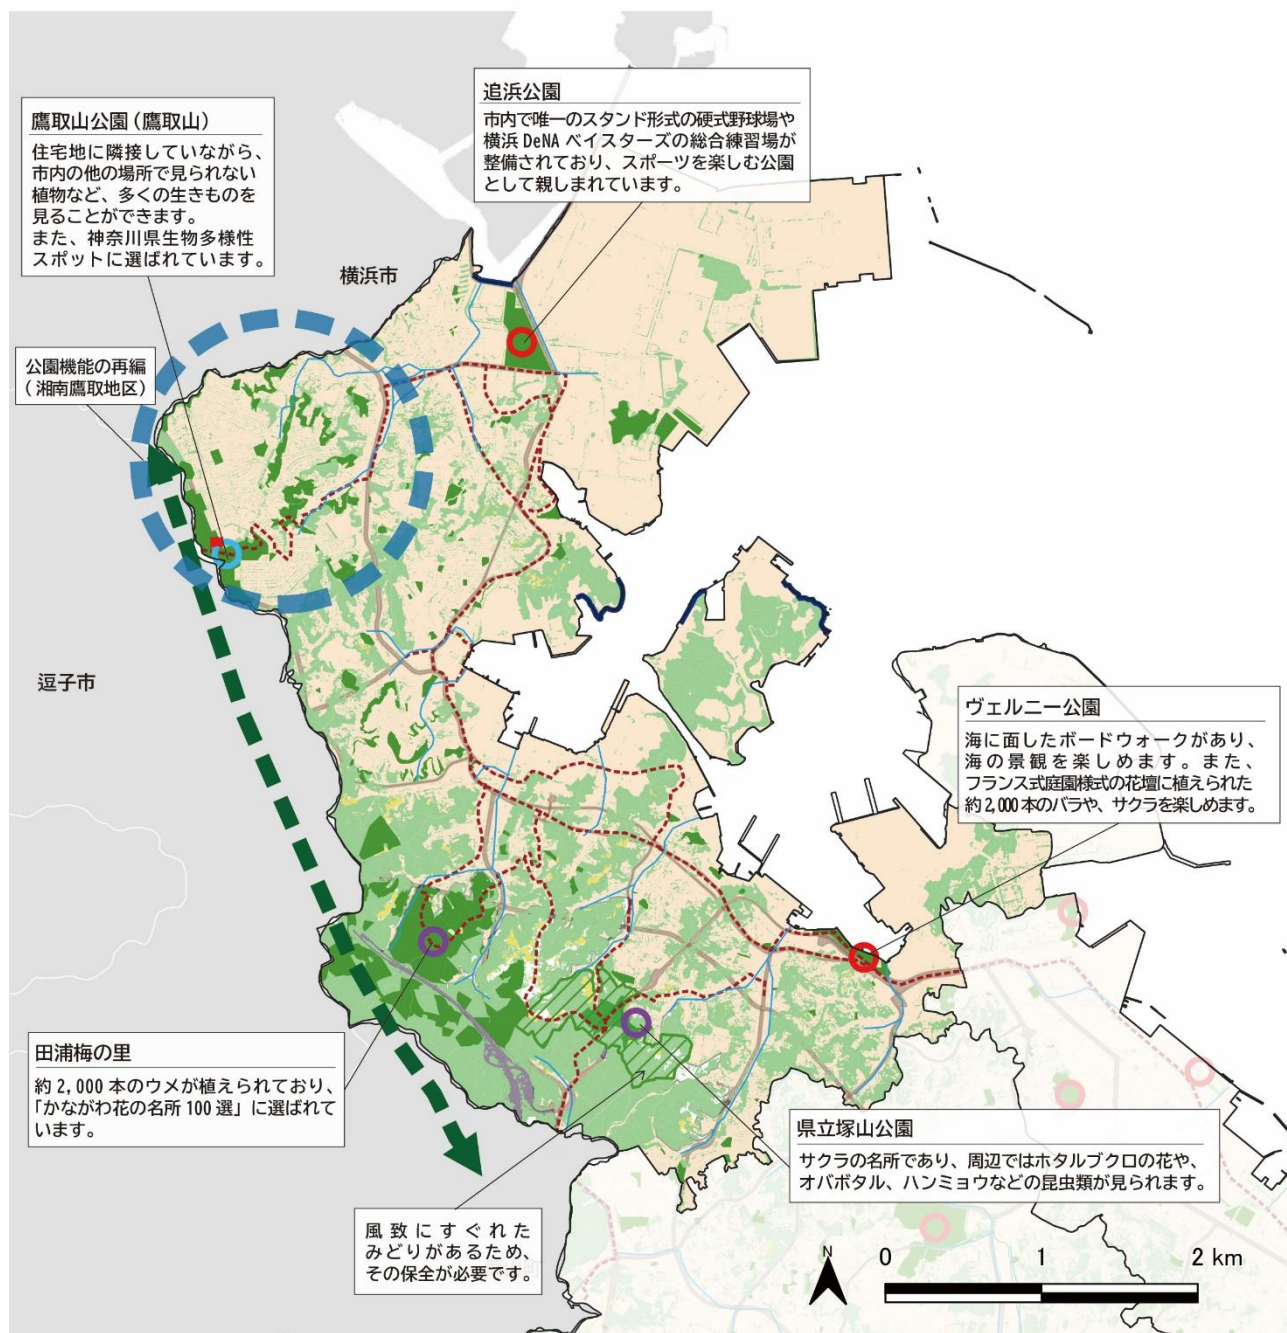 追浜公園
市内で唯一のスタンド形式の硬式野球場や
横浜 DeNA ベイスターズの総合練習場が
整備されており、スポーツを楽しむ公園
として親しまれています。
鷹取山公園(鷹取山)
住宅地に隣接していながら、
市内の他の場所で見られない
植物など、多くの生きものを
見ることができます。
また、神奈川県生物多様性
スポットに選ばれています。
横浜市
公園機能の再編
(湘南鷹取地区)
逗子市
ヴェルニー公園
海に面したボードウォークがあり、
海の景観を楽しめます。また、
フランス式庭園様式の花壇に植えられた
約2,000本のバラや、サクラを楽しめます。
田浦梅の里
約2,000本のウメが植えられており、
「かながわ花の名所100選」に選ばれて
います。
県立塚山公園
サクラの名所であり、周辺ではホタルブクロの花や、
オバボタル、ハンミョウなどの昆虫類が見られます。
風致にすぐれた
みどりがあるため、
その保全が必要です。
N
0 1 2 km